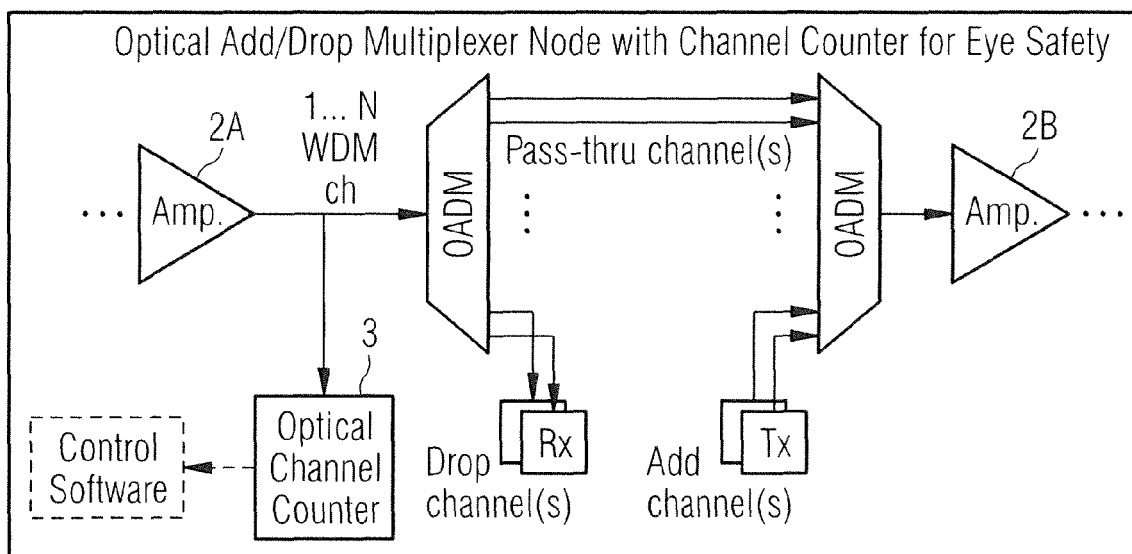 Optical Add/Drop Multiplexer Node with Channel Counter for Eye Safety
1... N
WDM
ch
2A
Amp.
OADM
Pass-thru channel(s)
OADM
2B
Amp.
3
Optical
Channel
Counter
Control
Software
Rx
Drop
channel(s)
Tx
Add
channel(s)